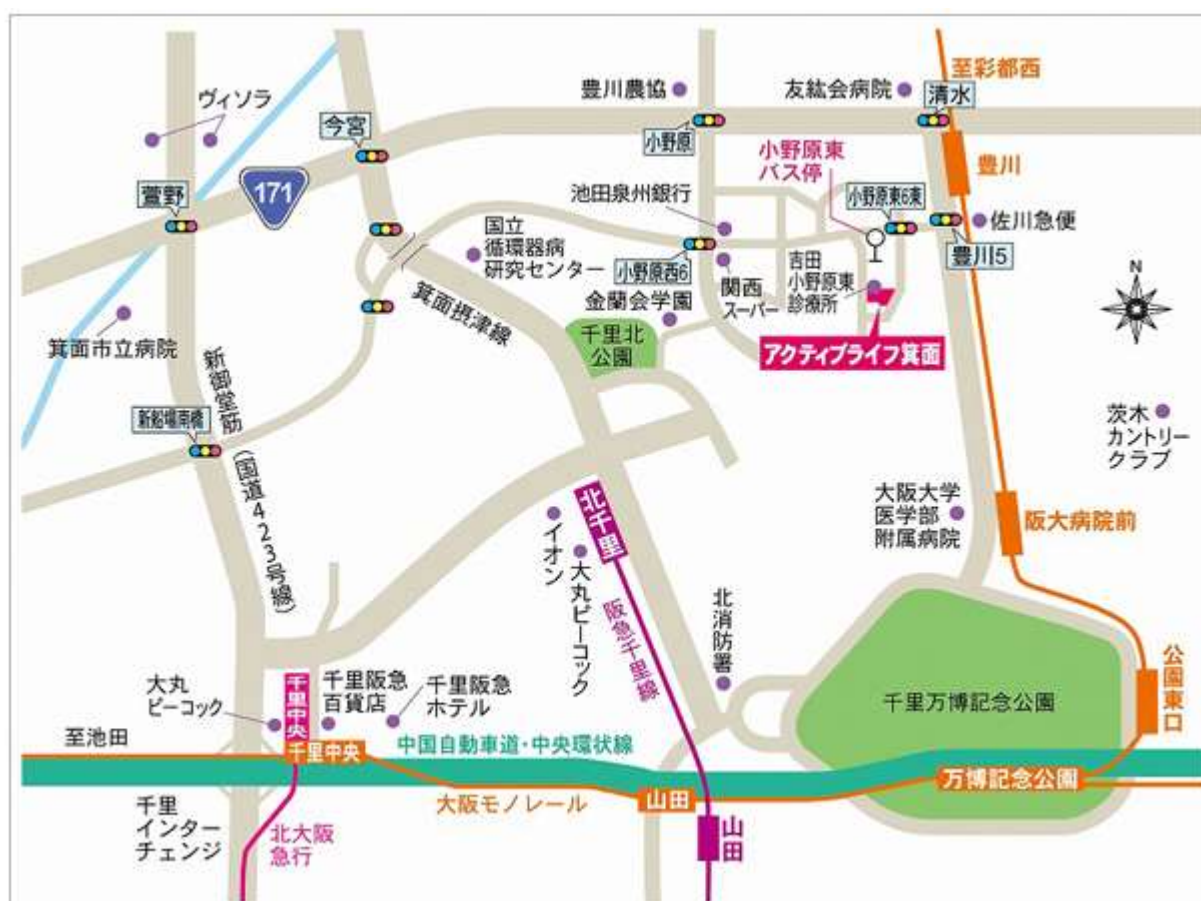 至彩都西
豊川農協
友紘会病院
清水
ヴィソラ
今宮
小野原
小野原東
バス停
豊川
171
萱野
池田泉州銀行
小野原東6東
佐川急便
国立
循環器病
研究センター
小野原西6
関西
スーパー
吉田
小野原東
診療所
豊川5
N
金蘭会学園
箕面摂津線
千里北
公園
アクティブライフ箕面
箕面市立病院
新御堂筋
(国道423号線)
新船場南橋
茨木
カントリー
クラブ
北千里
イオン
大丸ピーコック
大阪大学
医学部
附属病院
阪大病院前
阪急千里線
北消防署
公園東口
千里万博記念公園
大丸
ピーコック
千里中央
千里阪急
百貨店
千里阪急
ホテル
至池田
千里中央
中国自動車道・中央環状線
万博記念公園
大阪モノレール
山田
山田
千里
インター
チェンジ
北大阪
急行